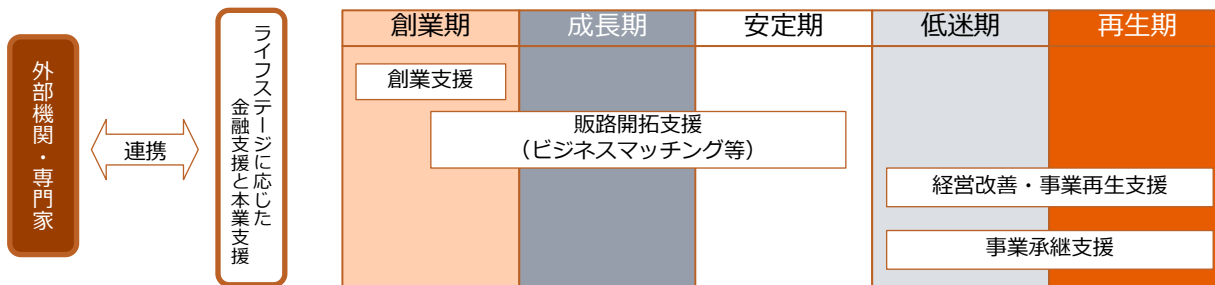 外部機関・専門家
連携
ライフステージに応じた
金融支援と本業支援
創業期
成長期
安定期
低迷期
再生期
創業支援
販路開拓支援
（ビジネスマッチング等）
経営改善・事業再生支援
事業承継支援